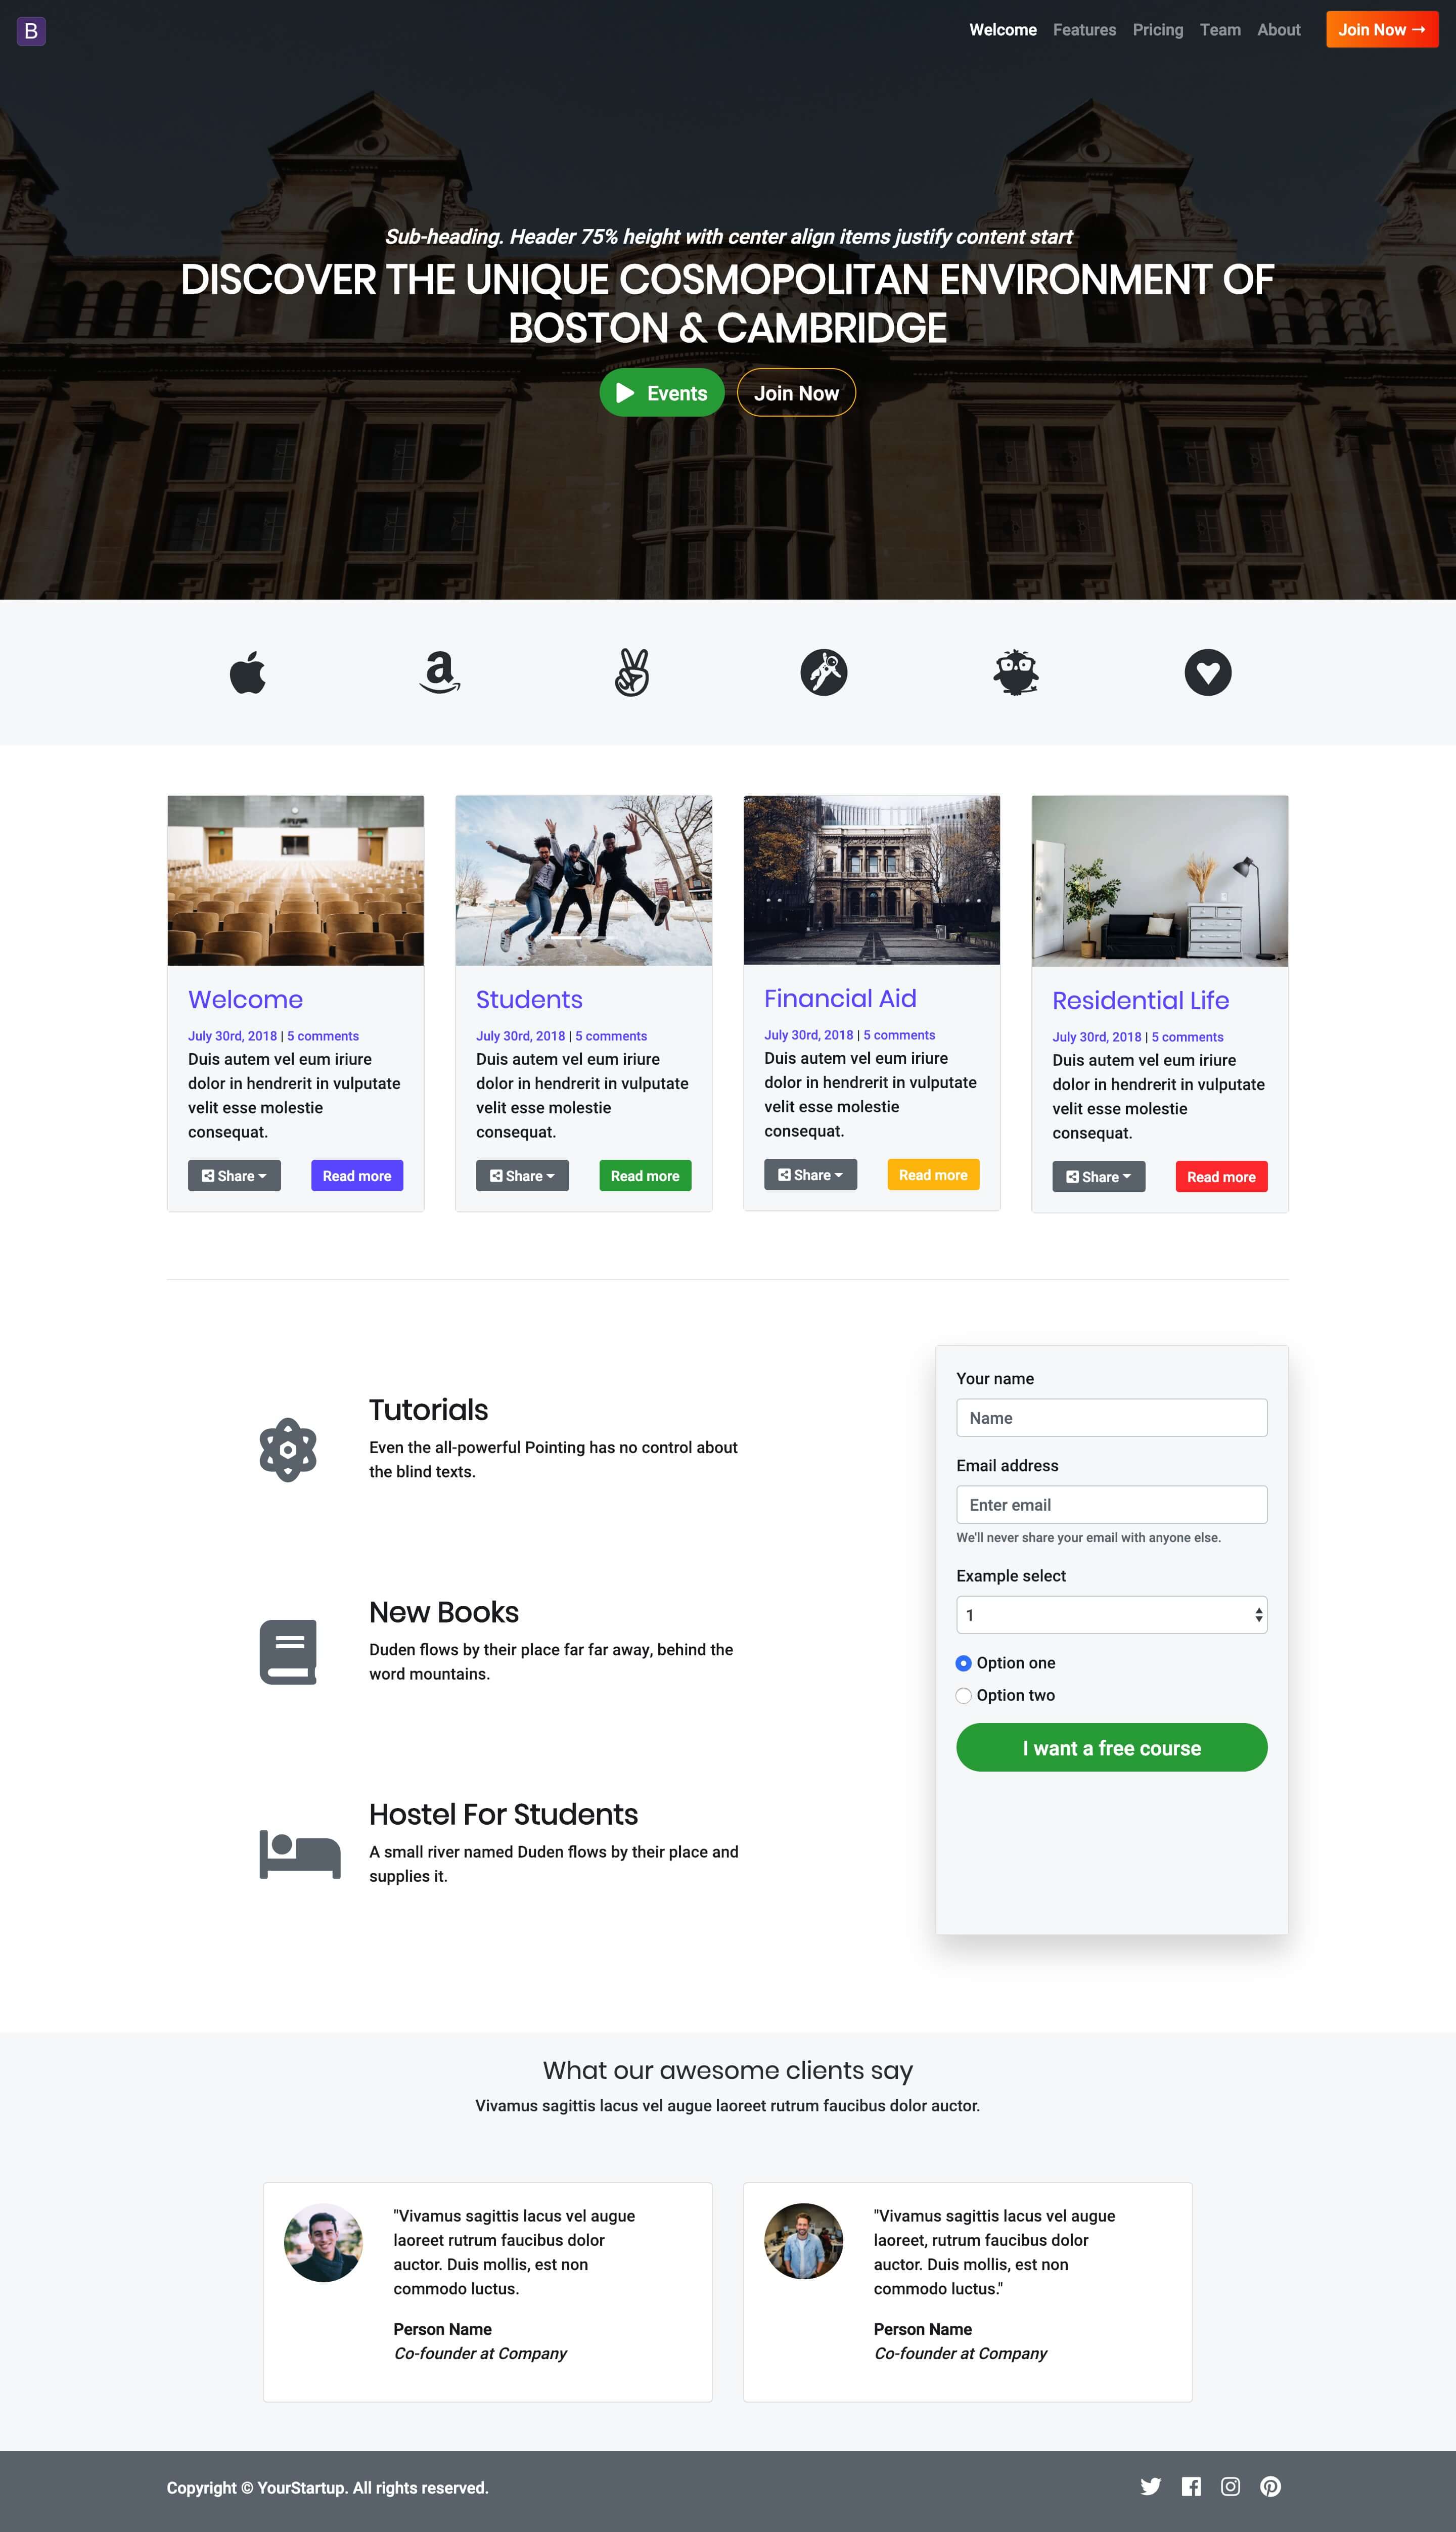 B
Welcome Features Pricing Team About Join Now →
Sub-heading. Header 75% height with center align items justify content start
DISCOVER THE UNIQUE COSMOPOLITAN ENVIRONMENT OF
BOSTON & CAMBRIDGE
Events Join Now
a
Welcome
July 30rd, 2018 | 5 comments
Duis autem vel eum iriure
dolor in hendrerit in vulputate
velit esse molestie
consequat.
Share Read more
Students
July 30rd, 2018 | 5 comments
Duis autem vel eum iriure
dolor in hendrerit in vulputate
velit esse molestie
consequat.
Share Read more
Financial Aid
July 30rd, 2018 | 5 comments
Duis autem vel eum iriure
dolor in hendrerit in vulputate
velit esse molestie
consequat.
Share Read more
Residential Life
July 30rd, 2018 | 5 comments
Duis autem vel eum iriure
dolor in hendrerit in vulputate
velit esse molestie
consequat.
Share Read more
Tutorials
Even the all-powerful Pointing has no control about
the blind texts.
New Books
Duden flows by their place far far away, behind the
word mountains.
Hostel For Students
A small river named Duden flows by their place and
supplies it.
Your name
Name
Email address
Enter email
We'll never share your email with anyone else.
Example select
1
Option one
Option two
I want a free course
What our awesome clients say
Vivamus sagittis lacus vel augue laoreet rutrum faucibus dolor auctor.
"Vivamus sagittis lacus vel augue
laoreet rutrum faucibus dolor
auctor. Duis mollis, est non
commodo luctus.
Person Name
Co-founder at Company
"Vivamus sagittis lacus vel augue
laoreet, rutrum faucibus dolor
auctor. Duis mollis, est non
commodo luctus."
Person Name
Co-founder at Company
Copyright © YourStartup. All rights reserved.